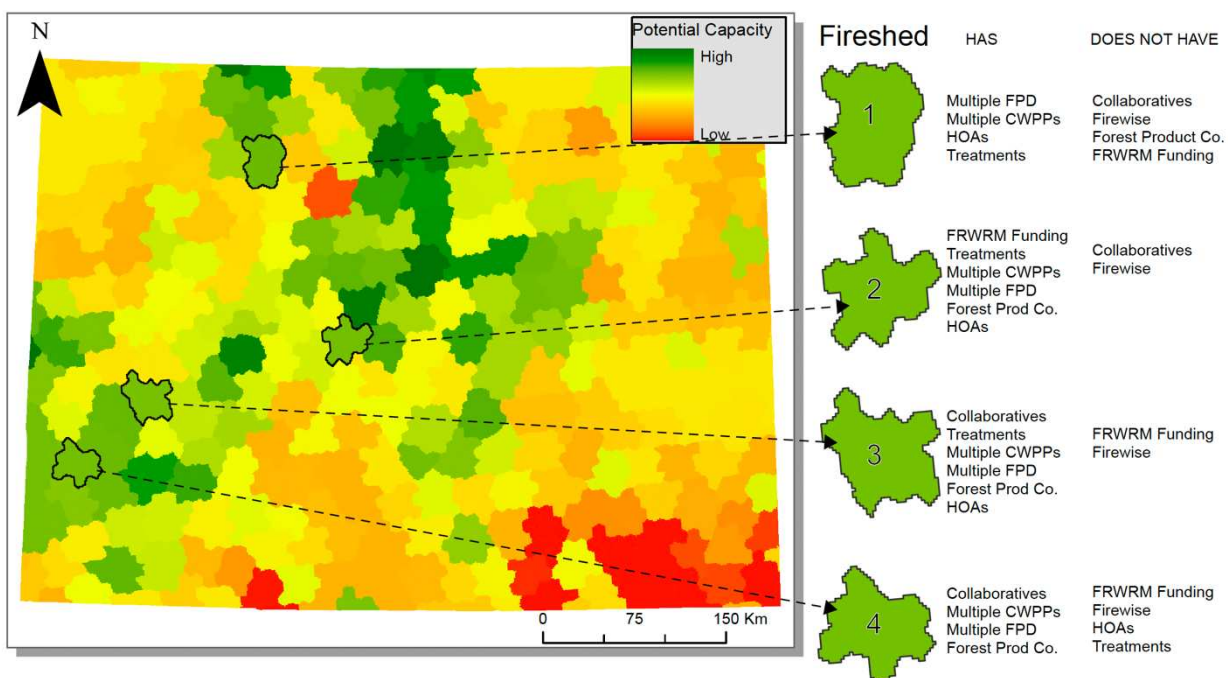 N
Potential Capacity
High
Low
0 75 150 Km
Fireshed HAS DOES NOT HAVE
1
Multiple FPD
Multiple CWPPs
HOAs
Treatments
Collaboratives
Firewise
Forest Product Co.
FRWRM Funding
2
FRWRM Funding
Treatments
Multiple CWPPs
Multiple FPD
Forest Prod Co.
HOAs
Collaboratives
Firewise
3
Collaboratives
Treatments
Multiple CWPPs
Multiple FPD
Forest Prod Co.
HOAs
FRWRM Funding
Firewise
4
Collaboratives
Multiple CWPPs
Multiple FPD
Forest Prod Co.
FRWRM Funding
Firewise
HOAs
Treatments